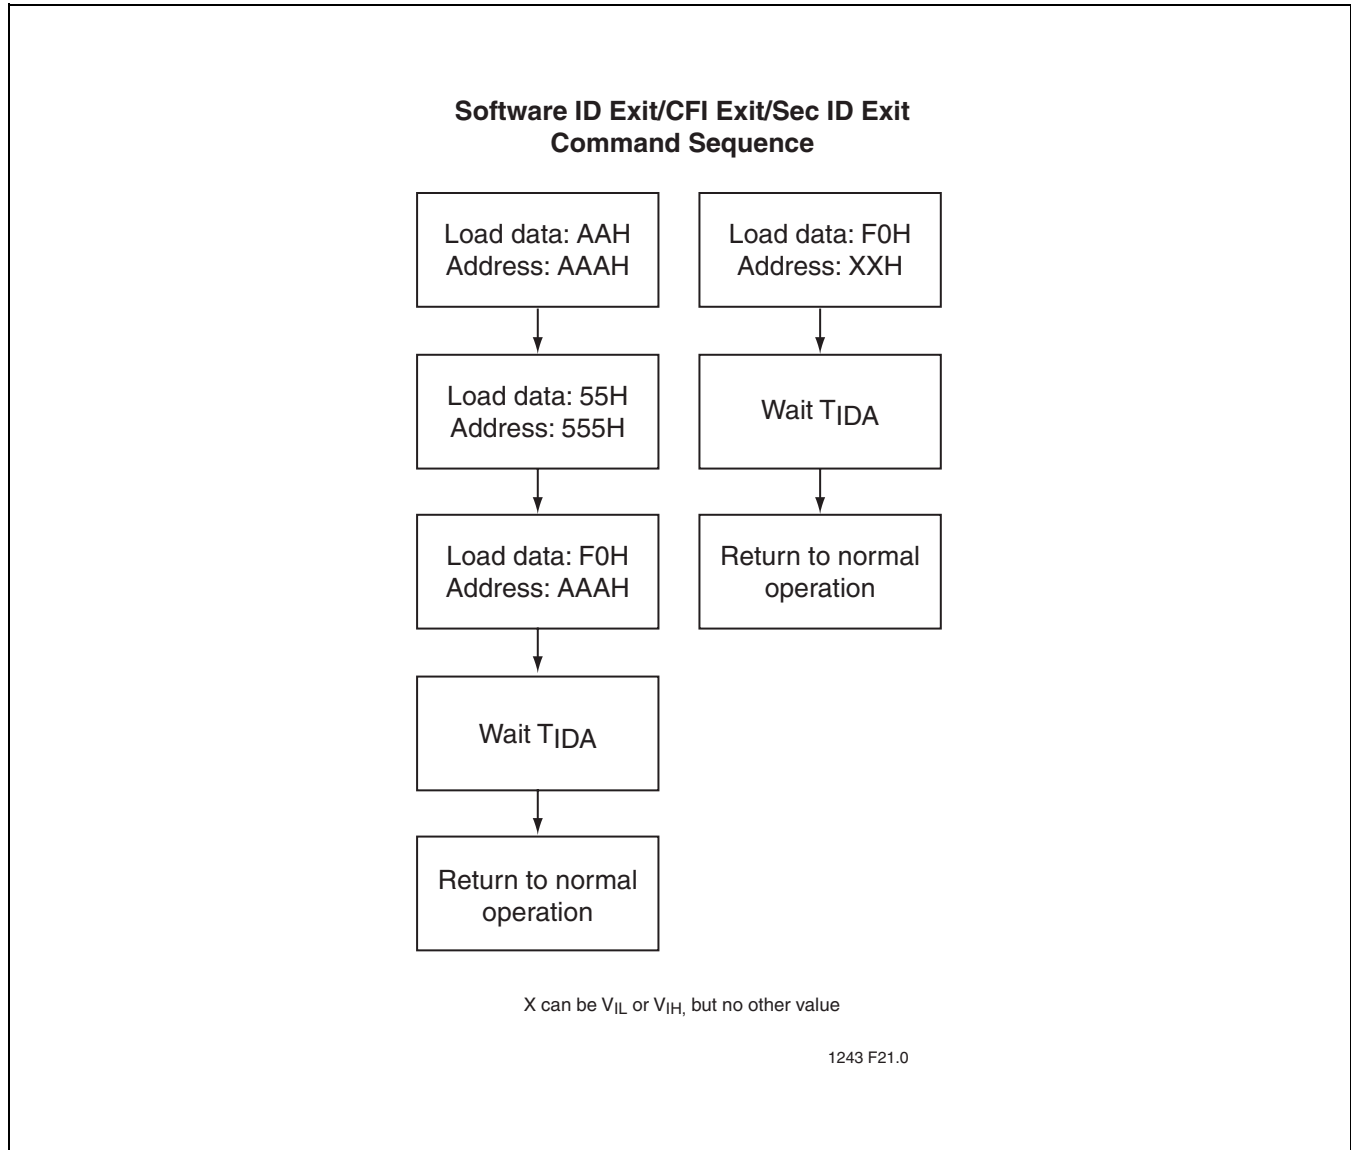 Software ID Exit/CFI Exit/Sec ID Exit
Command Sequence
Load data: AAH
Address: AAAH
Load data: 55H
Address: 555H
Load data: F0H
Address: AAAH
Wait TIDA
Return to normal
operation
Load data: F0H
Address: XXH
Wait TIDA
Return to normal
operation
X can be VIL or VIH, but no other value
1243 F21.0